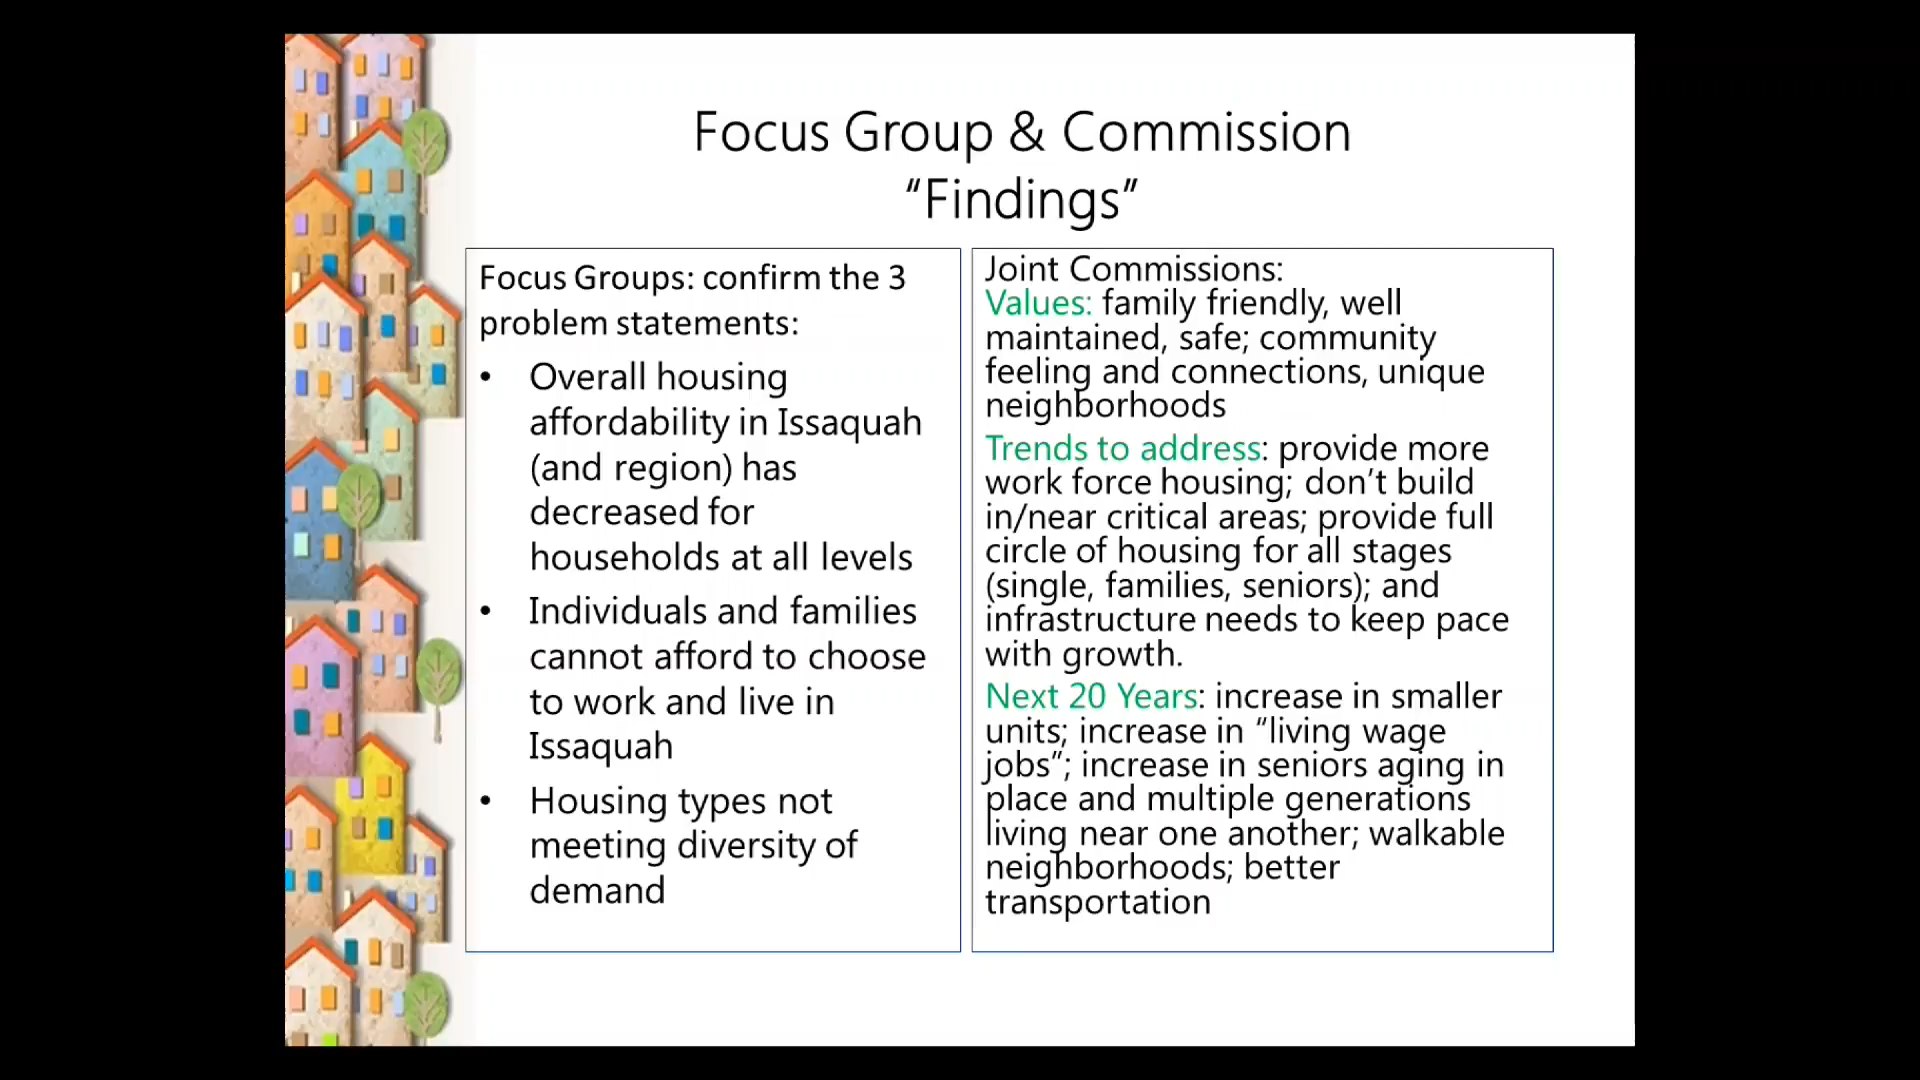 Focus Group & Commission
“Findings”
Focus Groups: confirm the 3
problem statements:
• Overall housing
affordability in Issaquah
(and region) has
decreased for
households at all levels
• Individuals and families
cannot afford to choose
to work and live in
Issaquah
• Housing types not
meeting diversity of
demand
Joint Commissions:
Values: family friendly, well
maintained, safe; community
feeling and connections, unique
neighborhoods
Trends to address: provide more
work force housing; don’t build
in/near critical areas; provide full
circle of housing for all stages
(single, families, seniors); and
infrastructure needs to keep pace
with growth.
Next 20 Years: increase in smaller
units; increase in “living wage
jobs”; increase in seniors aging in
place and multiple generations
living near one another; walkable
neighborhoods; better
transportation